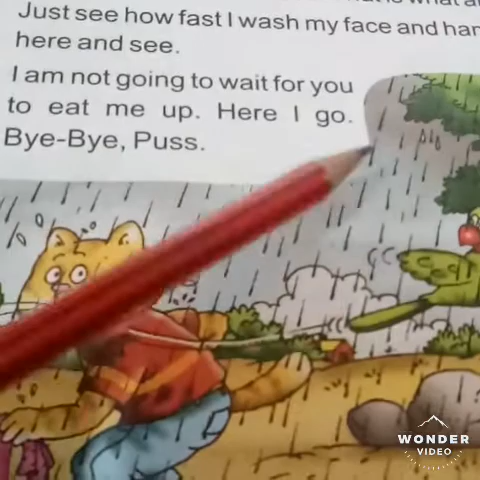 Just see how fast I wash my face and
here and see.
I am not going to wait for you
to eat me up. Here I go.
Bye-Bye, Puss.
WONDER
VIDEO